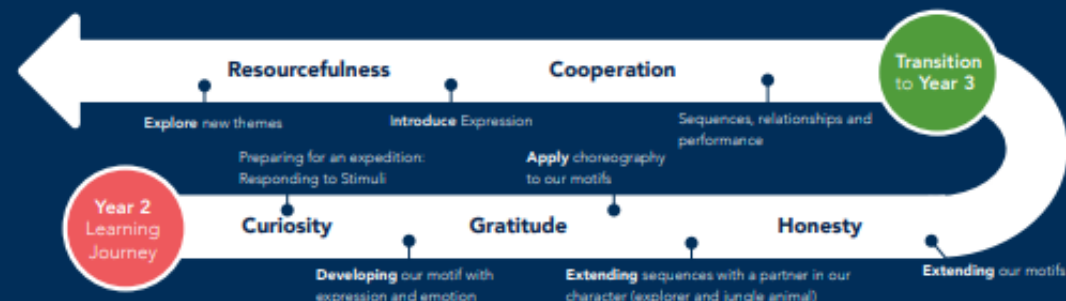 Resourcefulness
Cooperation
Transition
to Year 3
Explore new themes
Introduce Expression
Sequences, relationships and
performance
Preparing for an expedition:
Responding to Stimuli
Apply choreography
to our motifs
Year 2
Learning
Journey
Curiosity
Gratitude
Honesty
Developing our motif with
expression and emotion
Extending sequences with a partner in our
character (explorer and jungle animal)
Extending our motifs